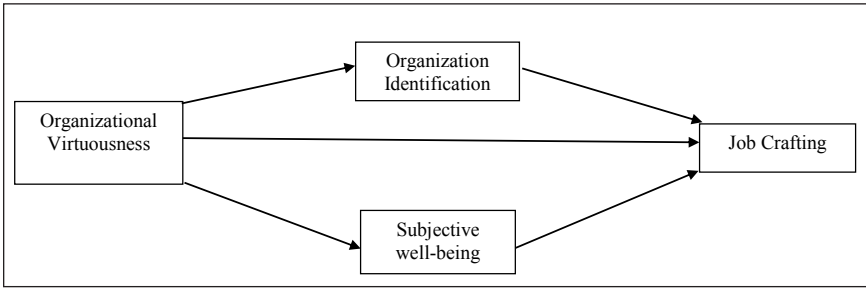 Organization
Identification
Organizational
Virtuousness
Job Crafting
Subjective
well-being